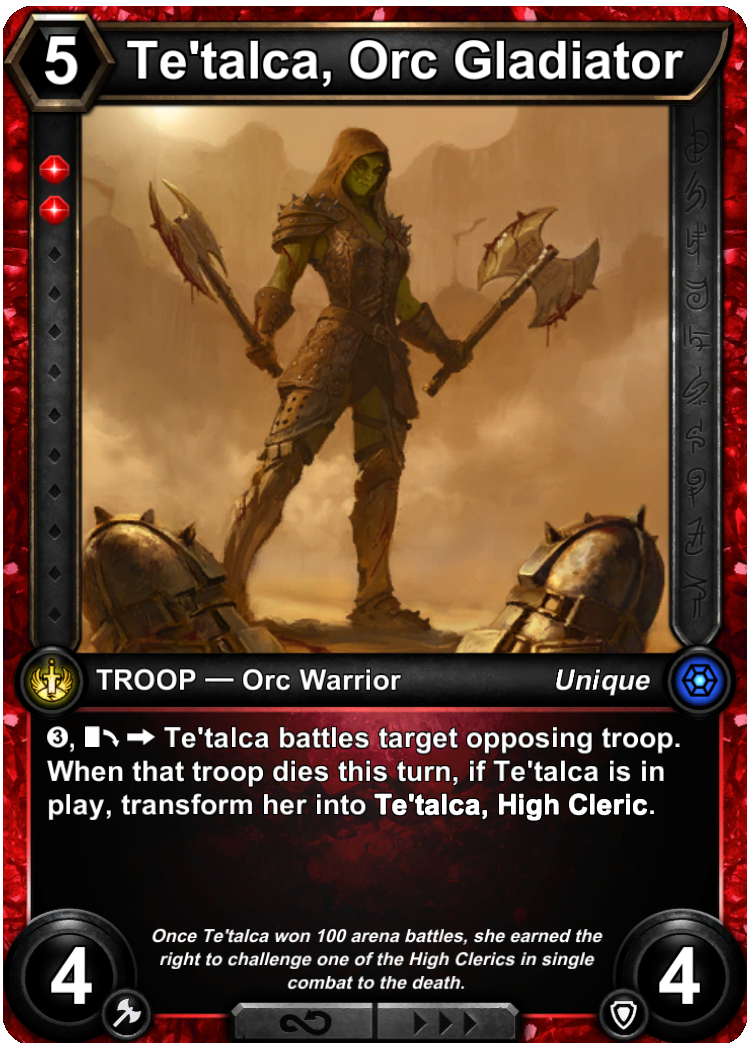 5 Te'talca, Orc Gladiator
TROOP — Orc Warrior Unique
❸, ➡ Te'talca battles target opposing troop.
When that troop dies this turn, if Te'talca is in
play, transform her into Te'talca, High Cleric.
Once Te'talca won 100 arena battles, she earned the
right to challenge one of the High Clerics in single
combat to the death.
4 4